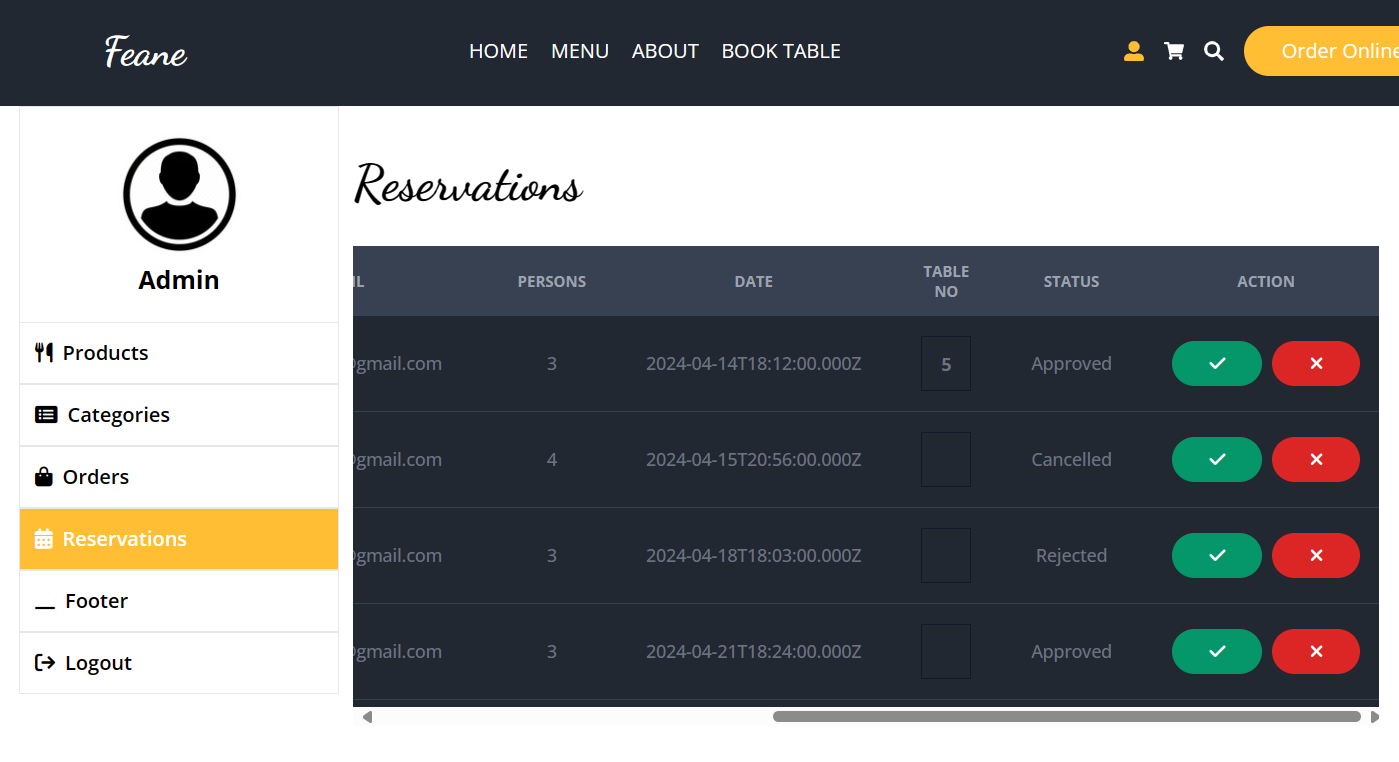 Feane
HOME MENU ABOUT BOOK TABLE
Order Online
Admin
Products
Categories
Orders
Reservations
Footer
Logout
Reservations
IL PERSONS DATE TABLE NO STATUS ACTION
@gmail.com 3 2024-04-14T18:12:00.000Z 5 Approved
@gmail.com 4 2024-04-15T20:56:00.000Z Cancelled
@gmail.com 3 2024-04-18T18:03:00.000Z Rejected
@gmail.com 3 2024-04-21T18:24:00.000Z Approved